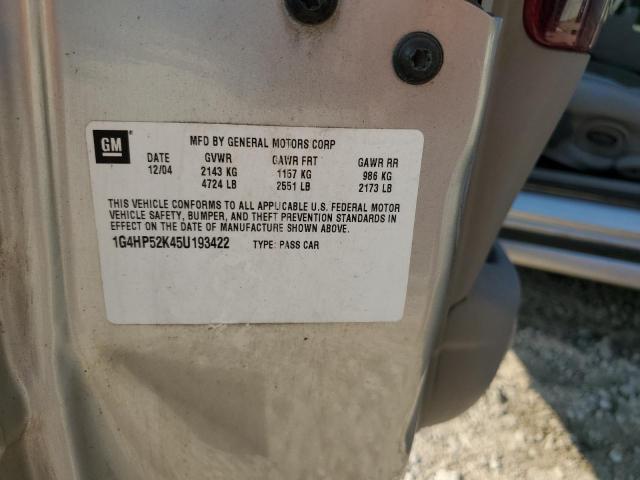 GM
MFD BY GENERAL MOTORS CORP
DATE GVWR GAWR FRT GAWR RR
12/04 2143 KG 1157 KG 986 KG
4724 LB 2551 LB 2173 LB
THIS VEHICLE CONFORMS TO ALL APPLICABLE U.S. FEDERAL MOTOR
VEHICLE SAFETY, BUMPER, AND THEFT PREVENTION STANDARDS IN
EFFECT ON THE DATE OF MANUFACTURE SHOWN ABOVE.
1G4HP52K45U193422 TYPE: PASS CAR